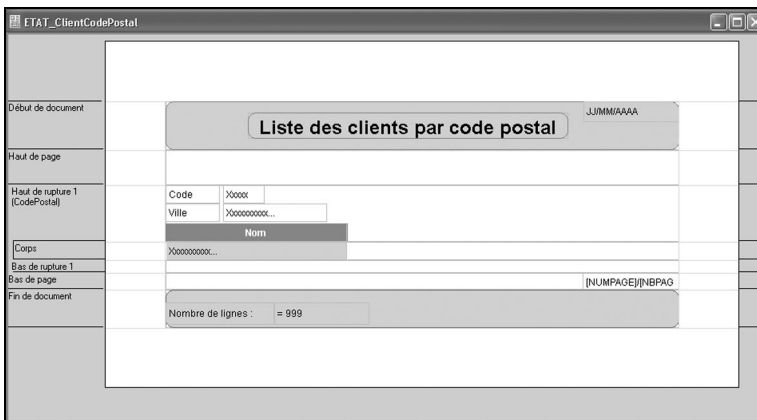 ETAT_ClientCodePostal
Début de document
JJ/MM/AAAA
Liste des clients par code postal
Haut de page
Haut de rupture 1
(CodePostal)
Code Xxxxx
Ville Xxxxxxxxxx...
Nom
Corps
Xxxxxxxxxx...
Bas de rupture 1
Bas de page
[NUMPAGE]/[NBPAG
Fin de document
Nombre de lignes : = 999